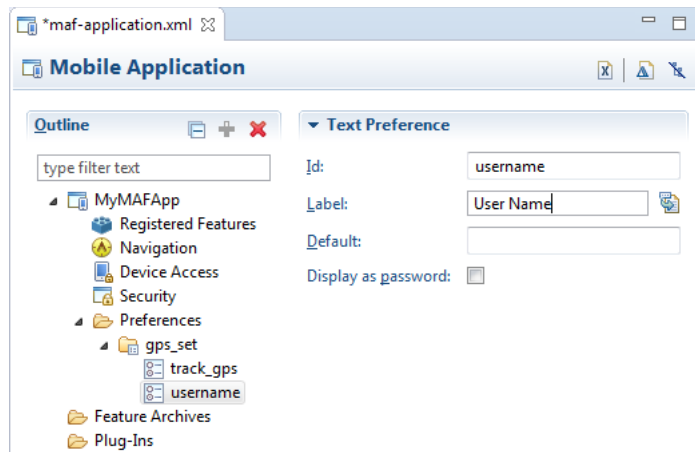 *maf-application.xml
Mobile Application
Outline
type filter text
MyMAFApp
Registered Features
Navigation
Device Access
Security
Preferences
gps_set
track_gps
username
Feature Archives
Plug-Ins
Text Preference
Id: username
Label: User Name
Default:
Display as password: